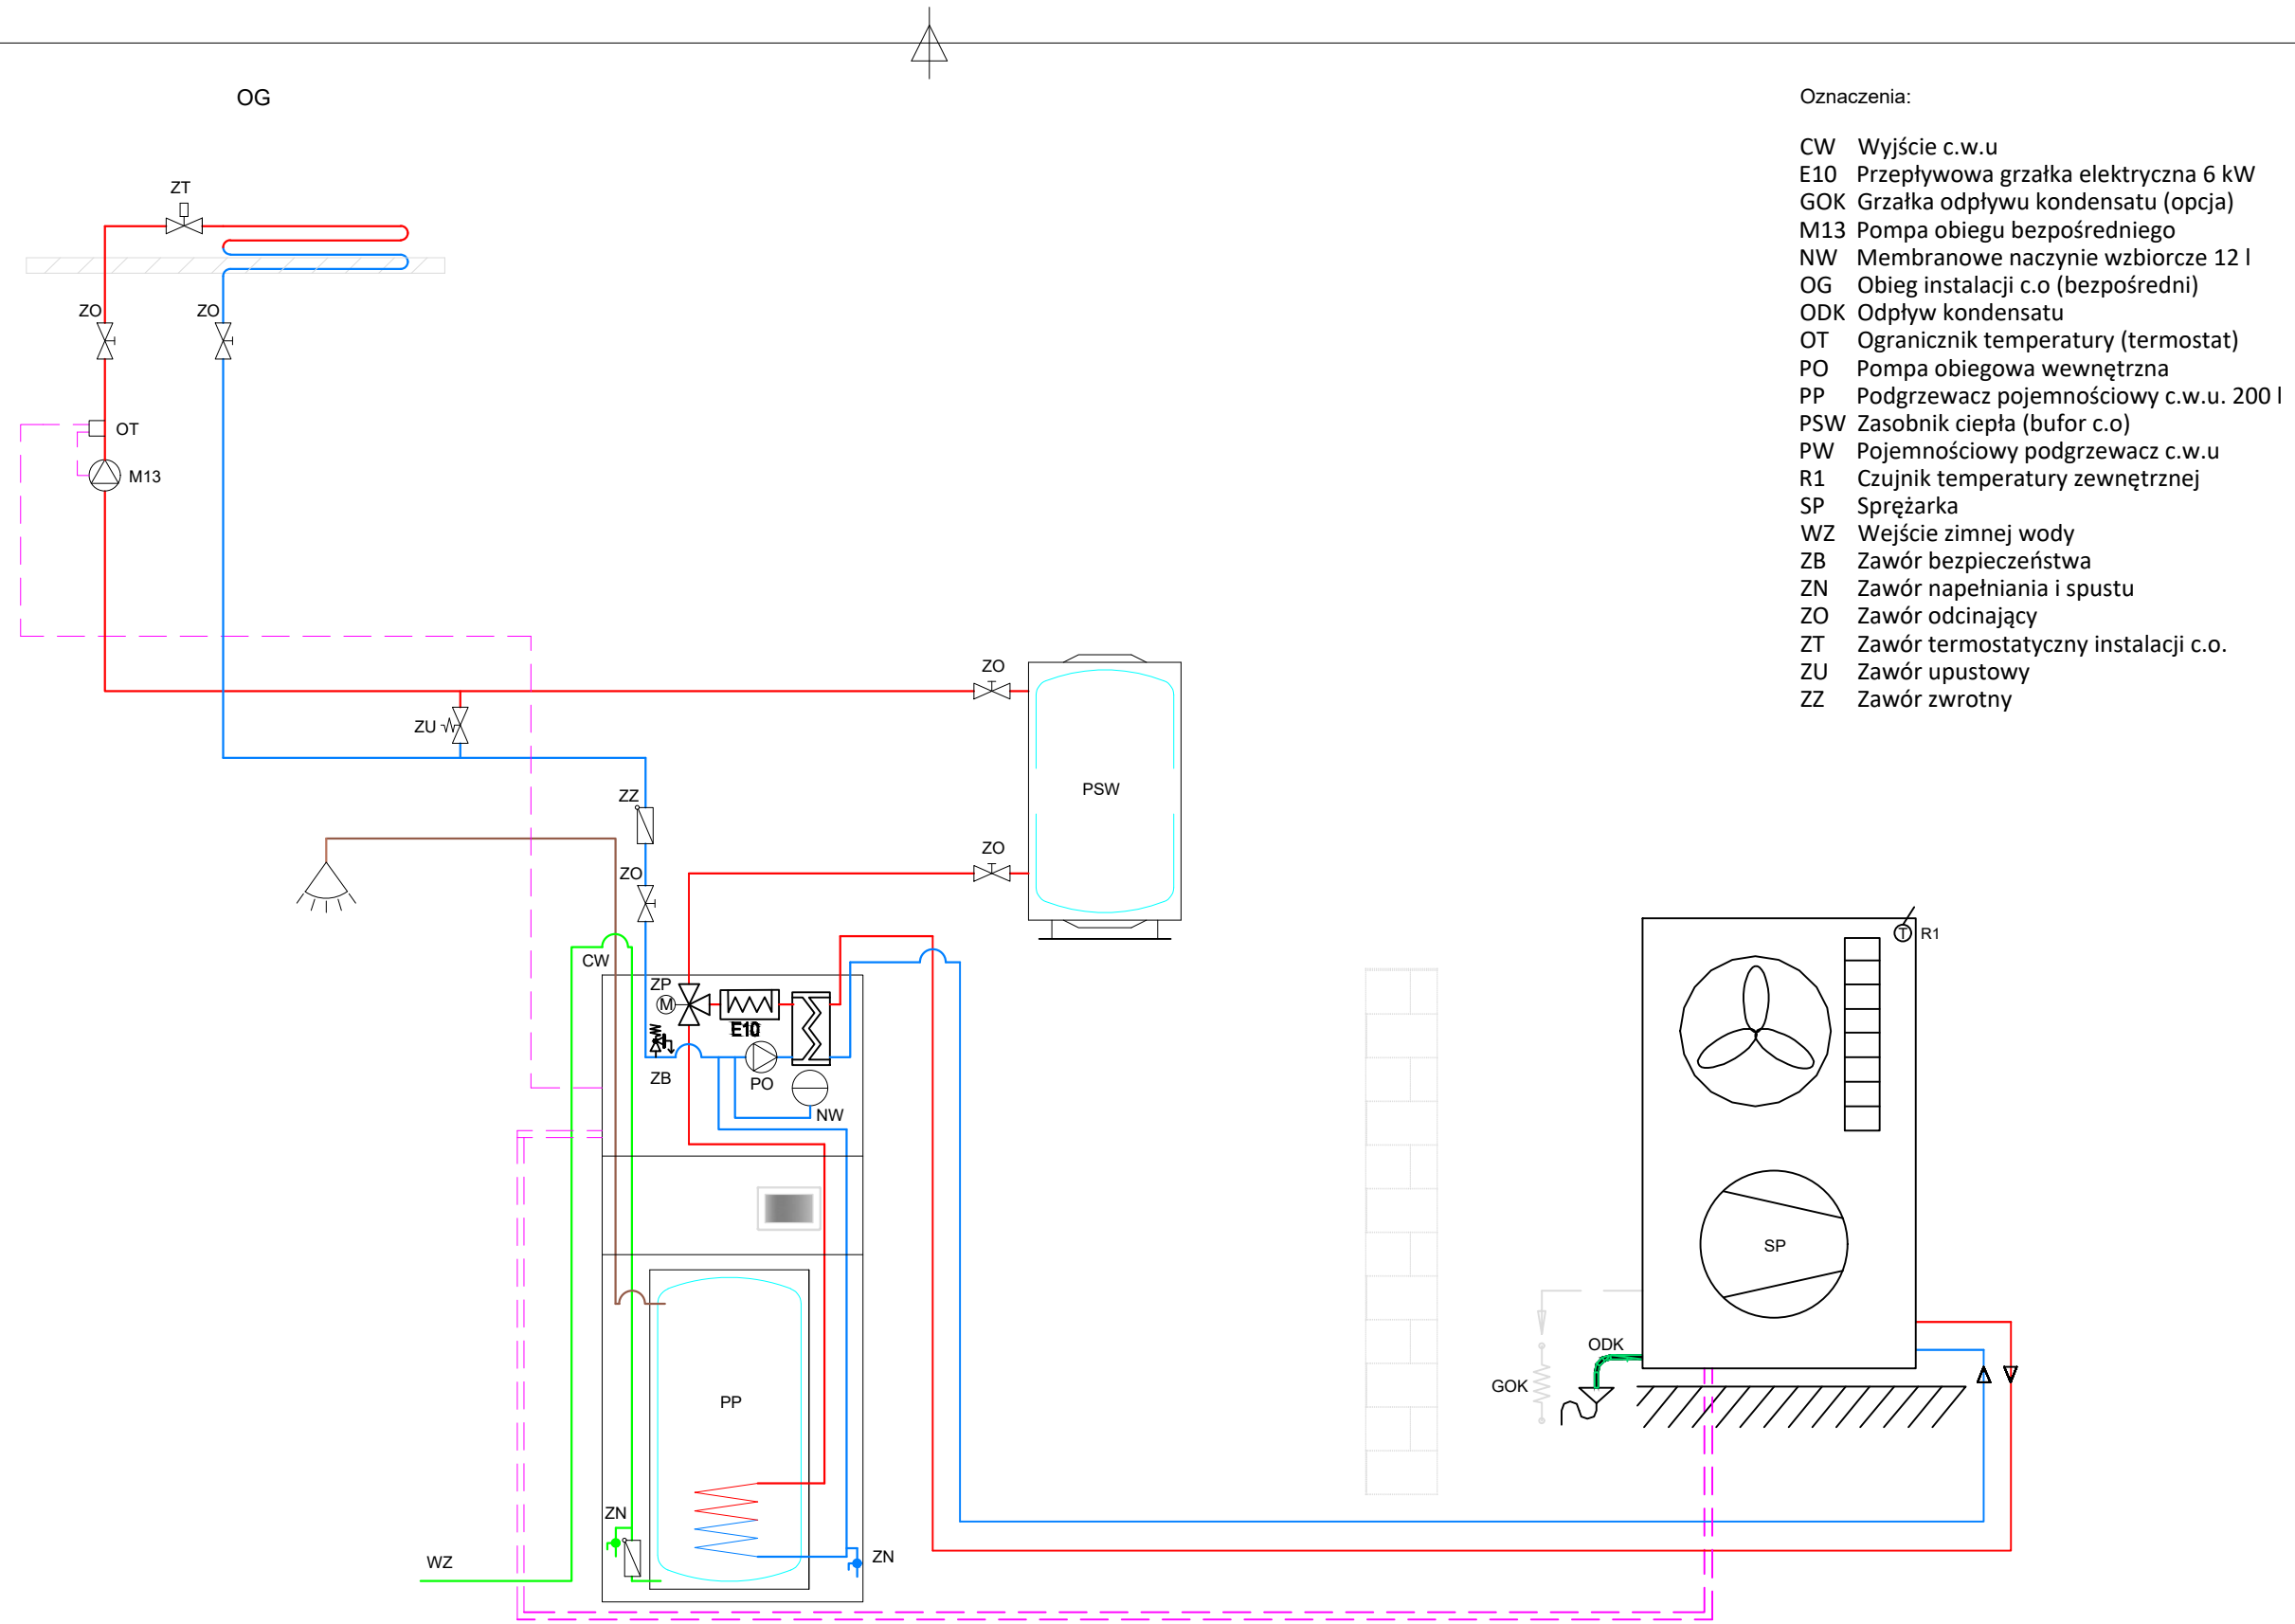 OG
Oznaczenia:
CW Wyjście c.w.u
E10 Przepływowa grzałka elektryczna 6 kW
GOK Grzałka odpływu kondensatu (opcja)
M13 Pompa obiegu bezpośredniego
NW Membranowe naczynie wzbiorcze 12 l
OG Obieg instalacji c.o (bezpośredni)
ODK Odpływ kondensatu
OT Ogranicznik temperatury (termostat)
PO Pompa obiegowa wewnętrzna
PP Podgrzewacz pojemnościowy c.w.u. 200 l
PSW Zasobnik ciepła (bufor c.o)
PW Pojemnościowy podgrzewacz c.w.u
R1 Czujnik temperatury zewnętrznej
SP Sprężarka
WZ Wejście zimnej wody
ZB Zawór bezpieczeństwa
ZN Zawór napełniania i spustu
ZO Zawór odcinający
ZT Zawór termostatyczny instalacji c.o.
ZU Zawór upustowy
ZZ Zawór zwrotny
ZT
ZO
ZO
OT
M13
ZO
ZU
PSW
ZZ
ZO
ZO
CW
ZP
M
E10
ZB
PO
NW
T
R1
SP
ODK
GOK
PP
ZN
ZN
WZ